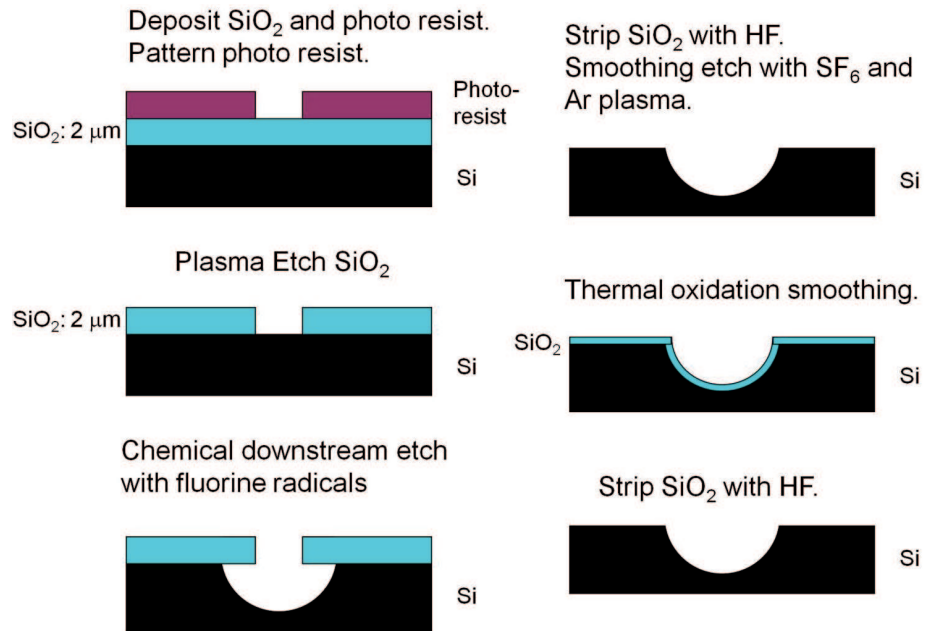 Deposit SiO₂ and photo resist.
Pattern photo resist.
Photo-
resist
SiO₂: 2 μm
Si
Plasma Etch SiO₂
SiO₂: 2 μm
Si
Chemical downstream etch
with fluorine radicals
Si
Strip SiO₂ with HF.
Smoothing etch with SF₆ and
Ar plasma.
Si
Thermal oxidation smoothing.
SiO₂
Si
Strip SiO₂ with HF.
Si